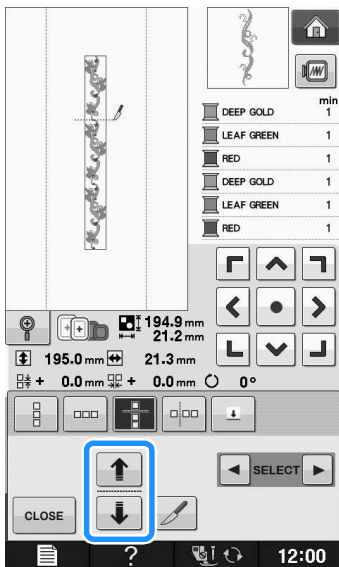 min
DEEP GOLD 1
LEAF GREEN 1
RED 1
DEEP GOLD 1
LEAF GREEN 1
RED 1
194.9 mm
21.2 mm
195.0 mm 21.3 mm
+ 0.0 mm + 0.0 mm 0°
SELECT
CLOSE
? 12:00